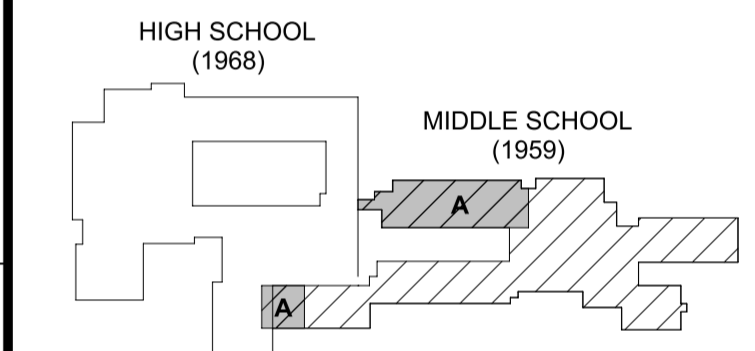 HIGH SCHOOL
(1968)
MIDDLE SCHOOL
(1959)
A
A